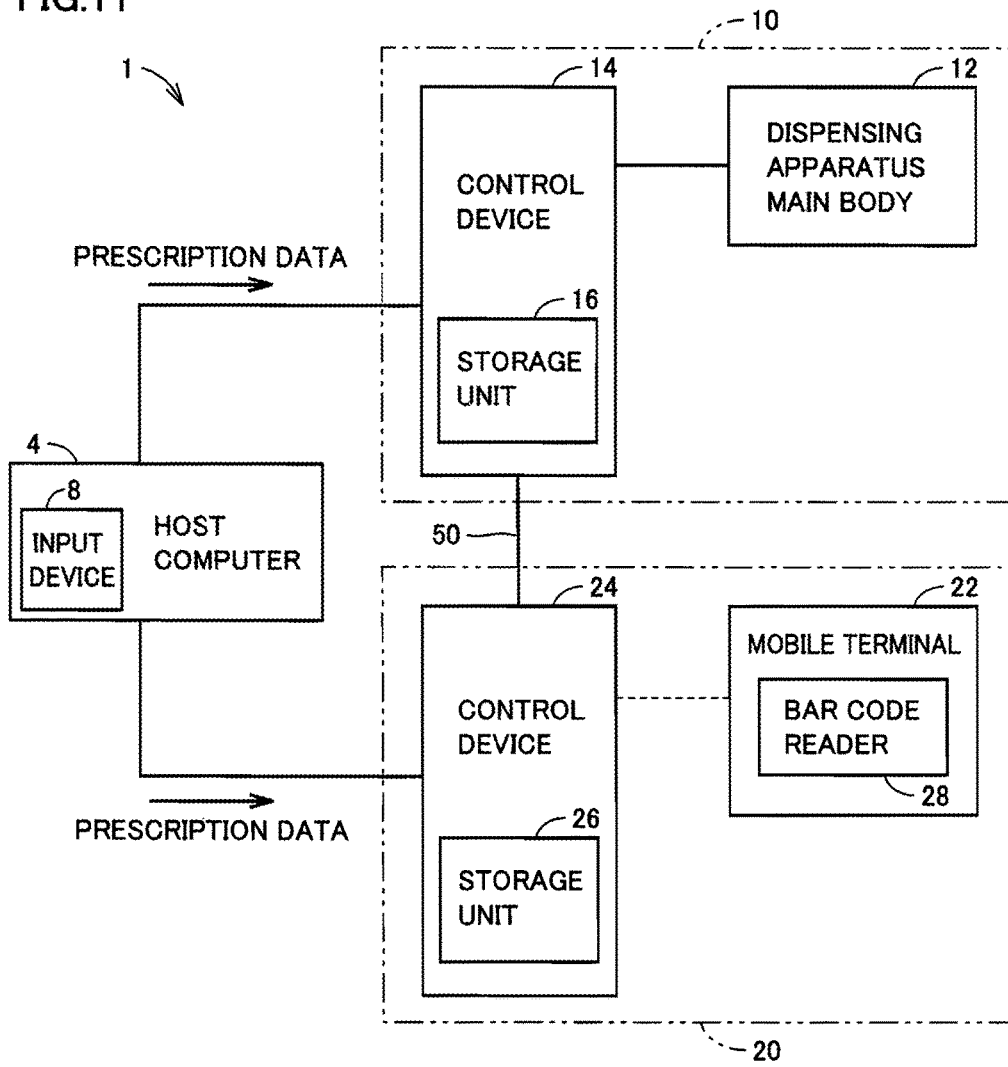 FIG.11
10
1
14
12
DISPENSING
APPARATUS
MAIN BODY
CONTROL
DEVICE
PRESCRIPTION DATA
16
STORAGE
UNIT
4
8
INPUT
DEVICE
HOST
COMPUTER
50
24
22
MOBILE TERMINAL
CONTROL
DEVICE
BAR CODE
READER
28
PRESCRIPTION DATA
26
STORAGE
UNIT
20